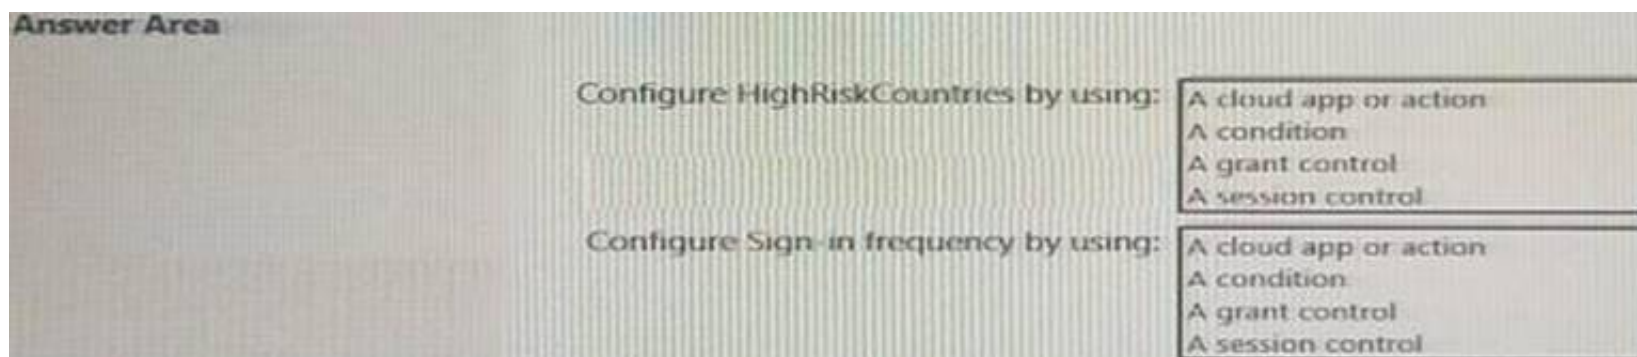 Answer Area
Configure HighRiskCountries by using:
A cloud app or action
A condition
A grant control
A session control
Configure Sign-in frequency by using:
A cloud app or action
A condition
A grant control
A session control